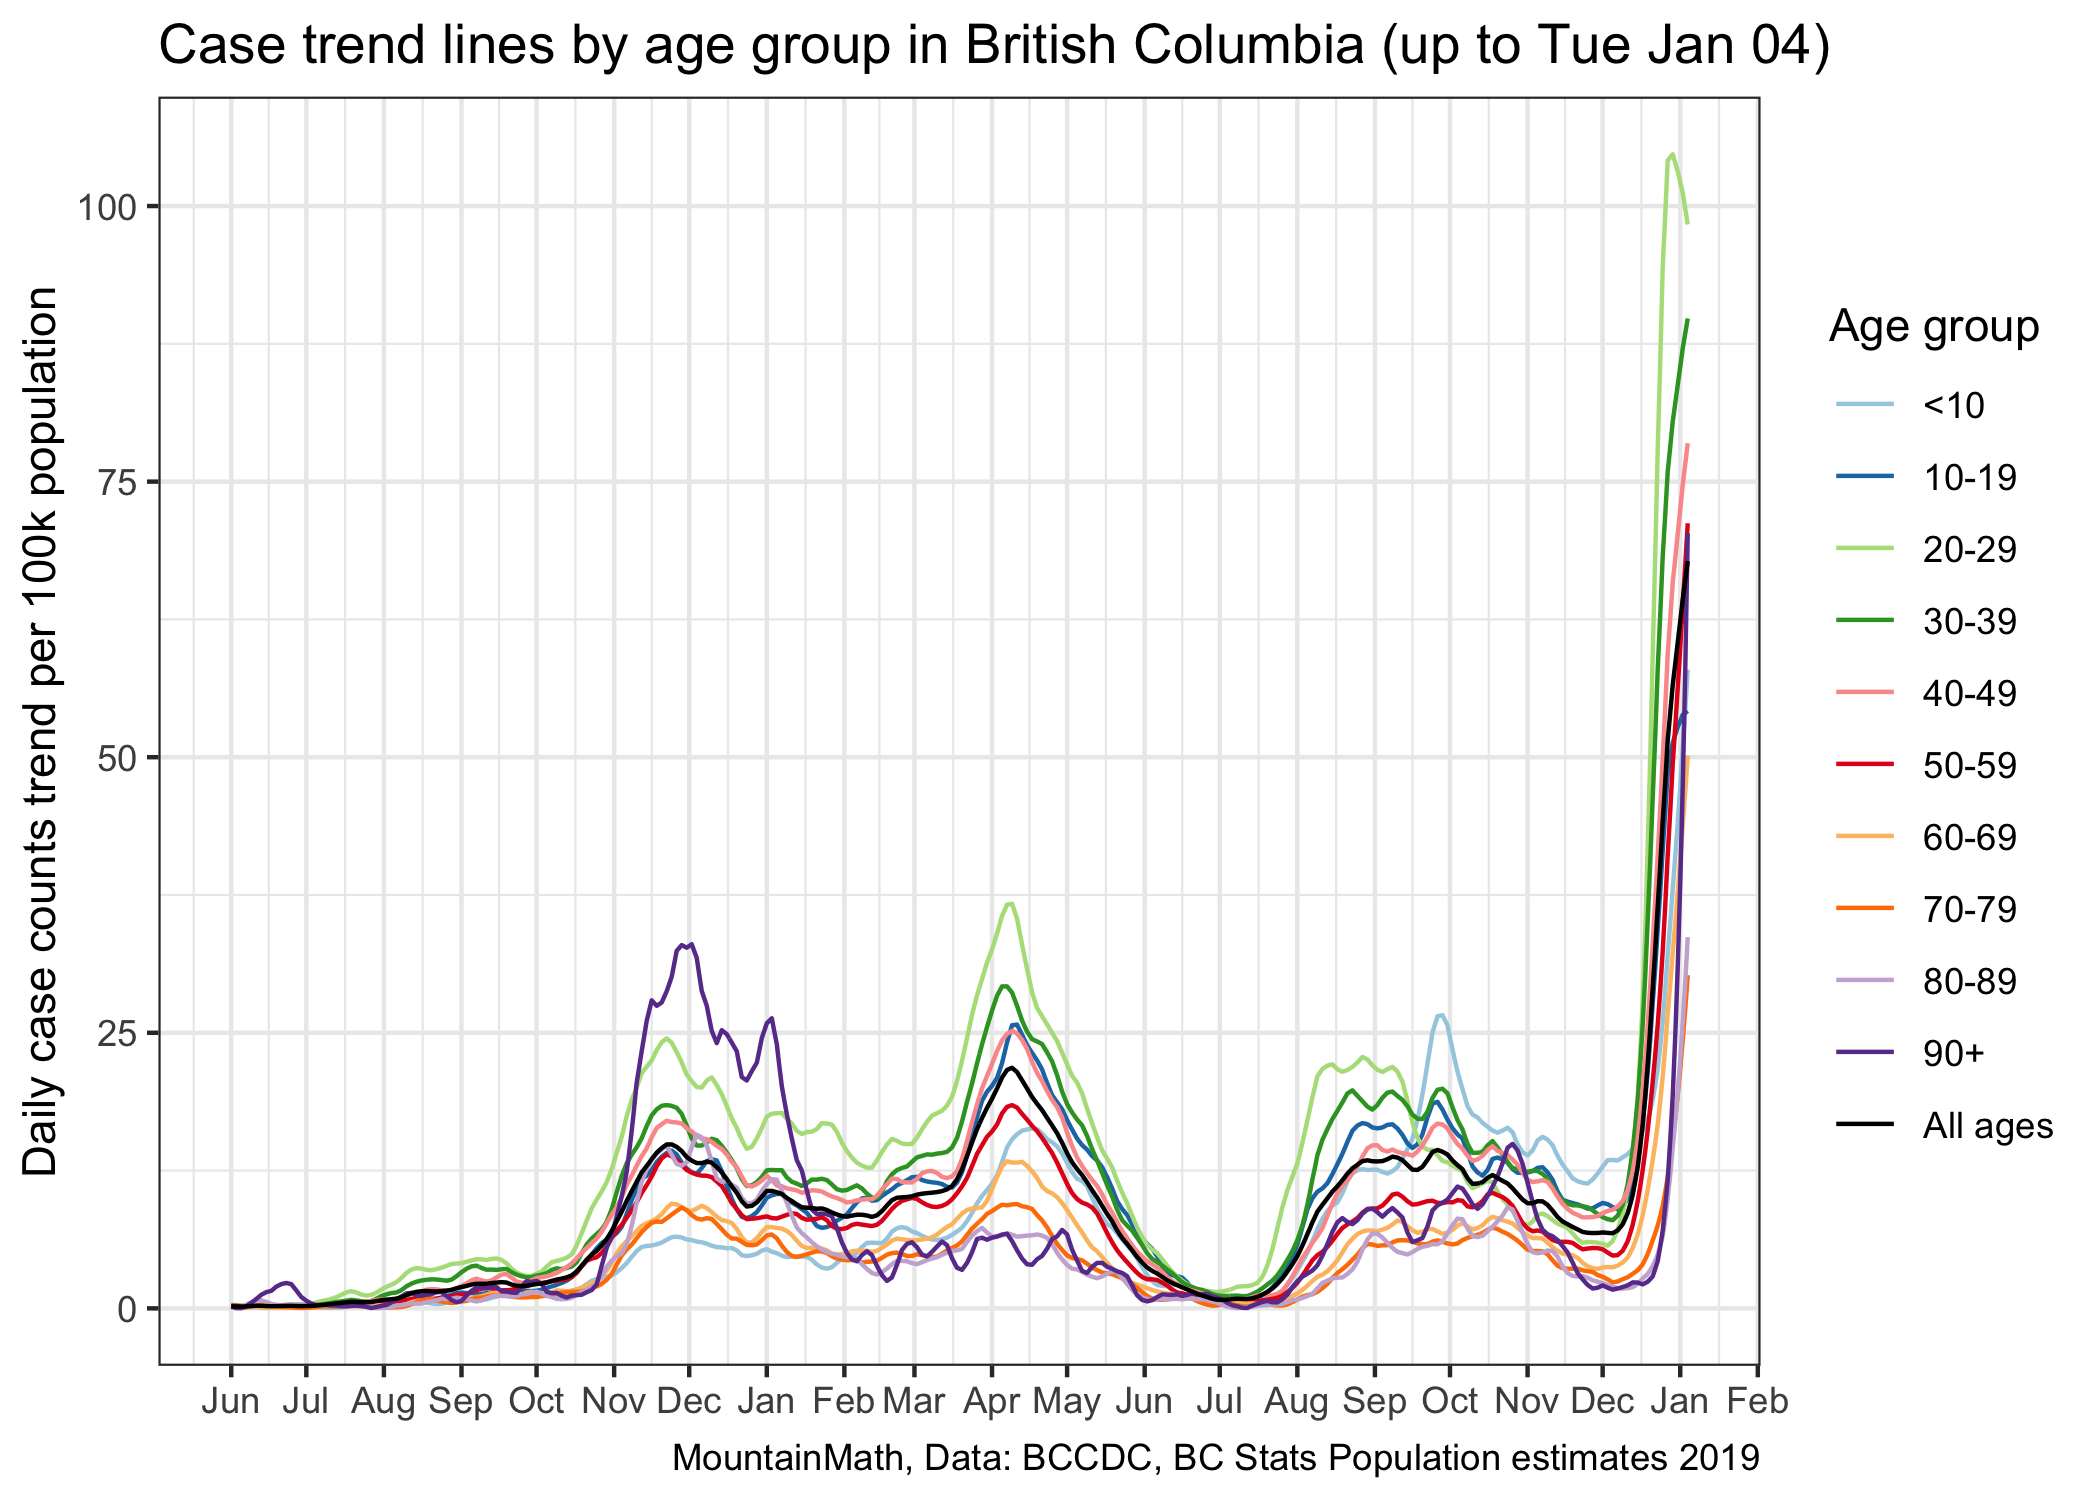 Case trend lines by age group in British Columbia (up to Tue Jan 04)
Daily case counts trend per 100k population
100
75
50
25
0
Jun Jul Aug Sep Oct Nov Dec Jan Feb Mar Apr May Jun Jul Aug Sep Oct Nov Dec Jan Feb
Age group
<10
10-19
20-29
30-39
40-49
50-59
60-69
70-79
80-89
90+
All ages
MountainMath, Data: BCCDC, BC Stats Population estimates 2019